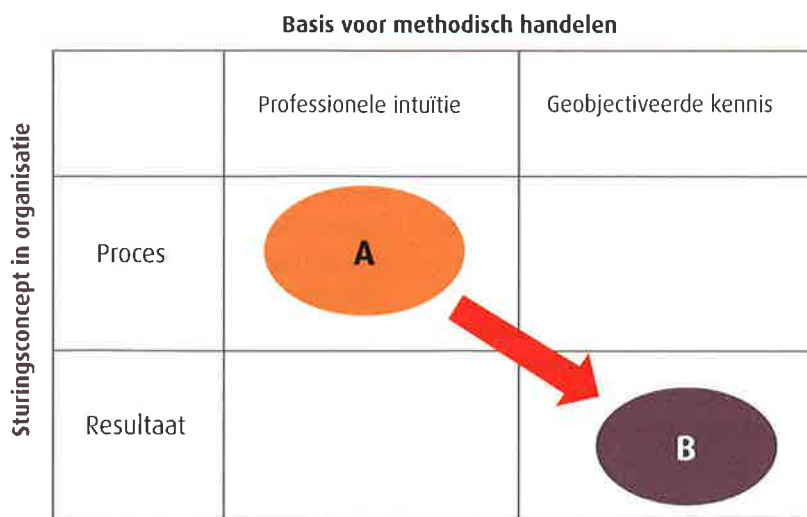 Basis voor methodisch handelen
Sturingsconcept in organisatie
Professionele intuïtie
Geobjectiveerde kennis
Proces
A
Resultaat
B